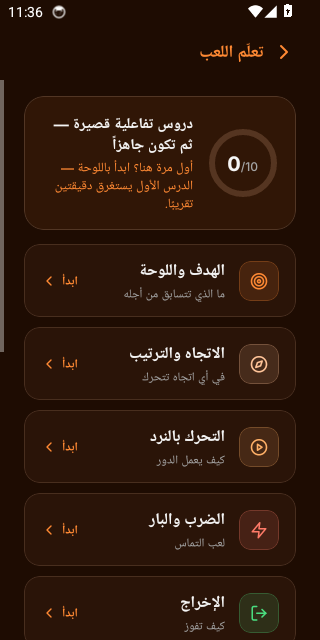 11:36
تعلّم اللعب
دروس تفاعلية قصيرة —
ثم تكون جاهزاً
أول مرة هنا؟ ابدأ باللوحة —
الدرس الأول يستغرق دقيقتين
تقريبًا.
0/10
الهدف واللوحة
ما الذي تتسابق من أجله
ابدأ
الاتجاه والترتيب
في أي اتجاه تتحرك
ابدأ
التحرك بالنرد
كيف يعمل الدور
ابدأ
الضرب والبار
لعب التماس
ابدأ
الإخراج
كيف تفوز
ابدأ